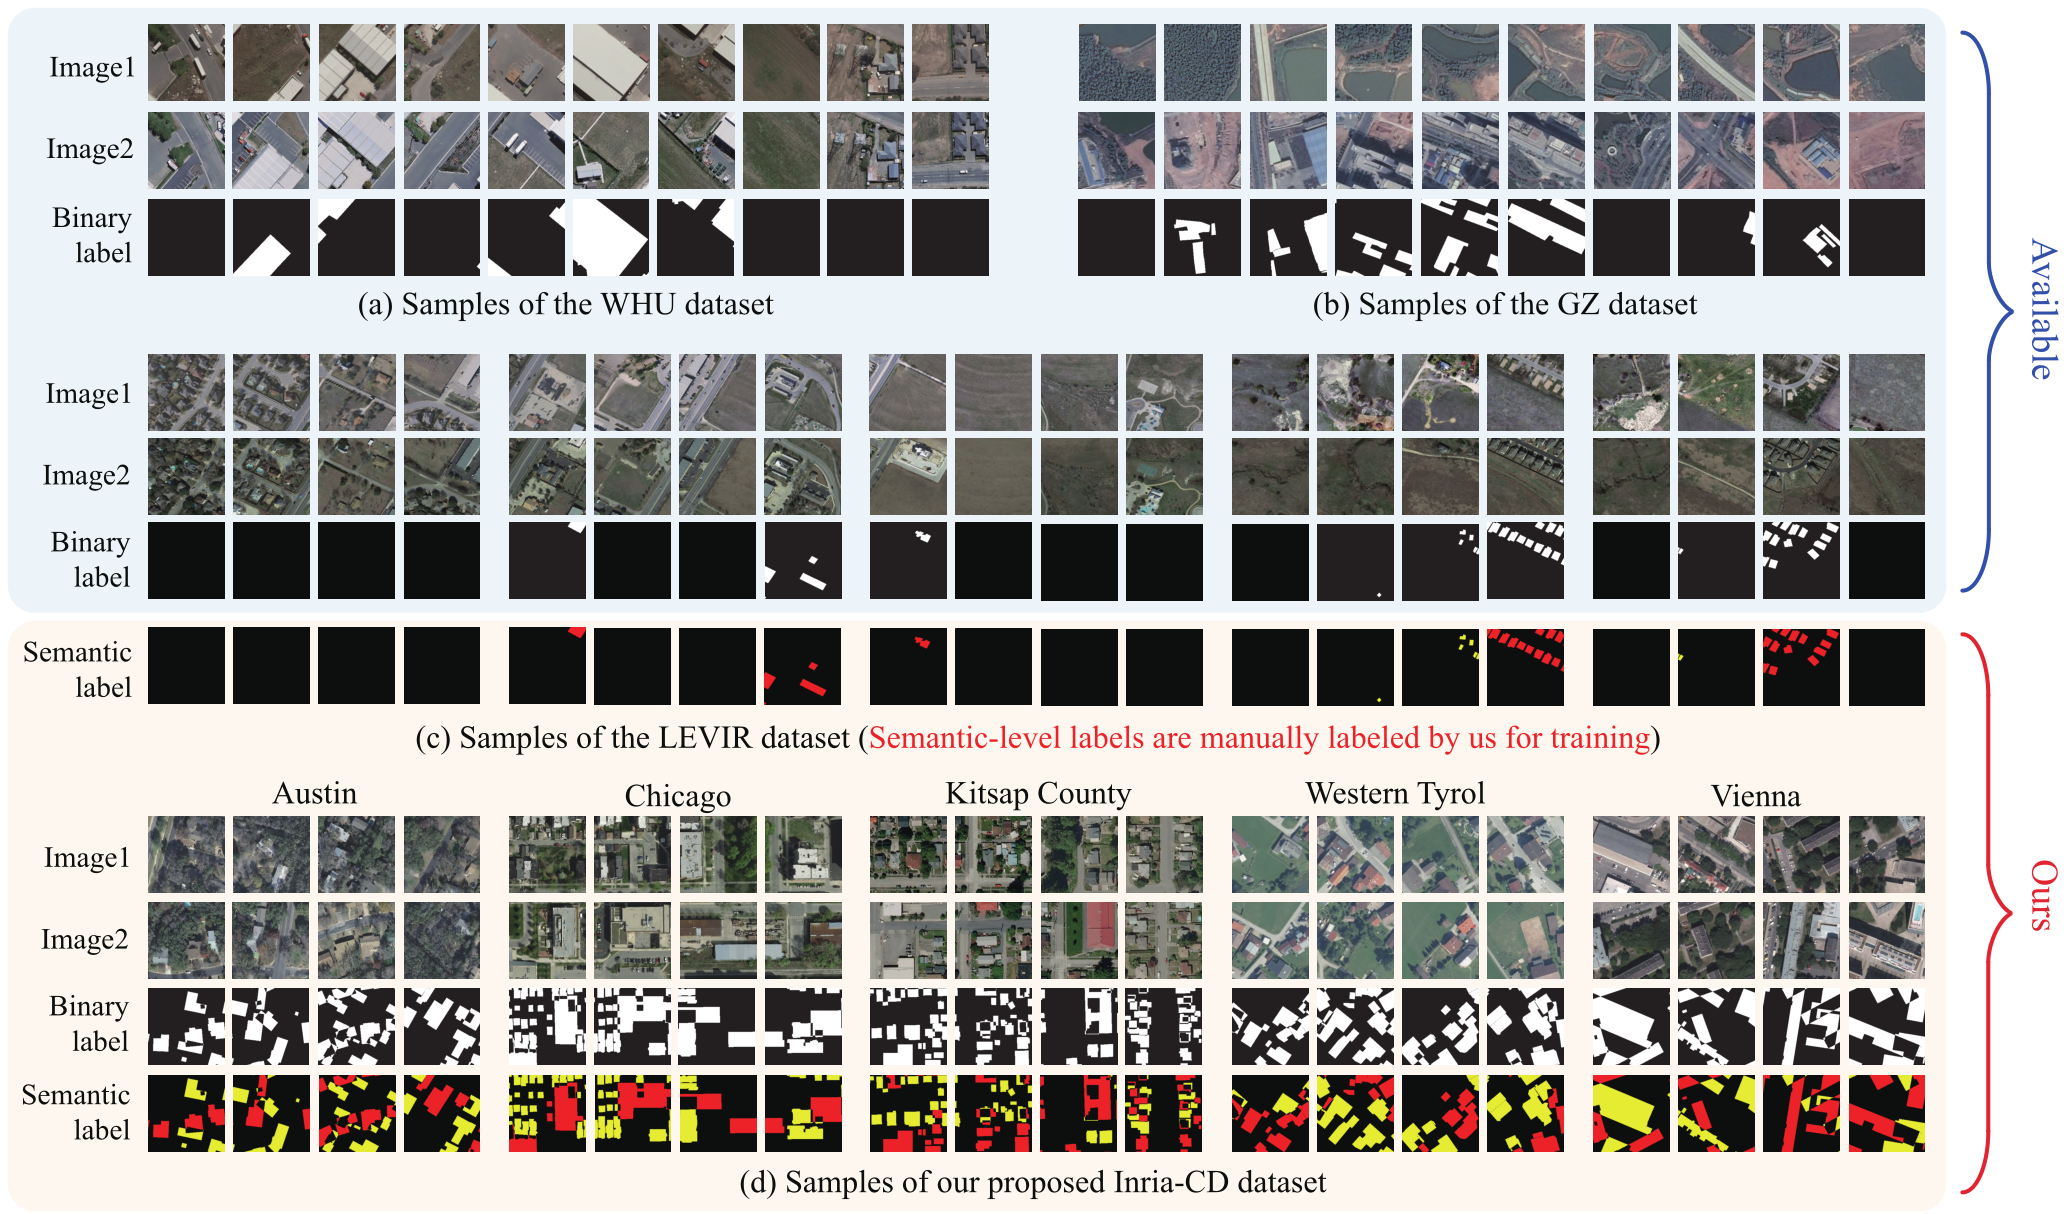 Image1
Image2
Binary
label
(a) Samples of the WHU dataset
(b) Samples of the GZ dataset
Available
Image1
Image2
Binary
label
Semantic
label
(c) Samples of the LEVIR dataset (Semantic-level labels are manually labeled by us for training)
Austin
Chicago
Kitsap County
Western Tyrol
Vienna
Image1
Image2
Binary
label
Semantic
label
Ours
(d) Samples of our proposed Inria-CD dataset